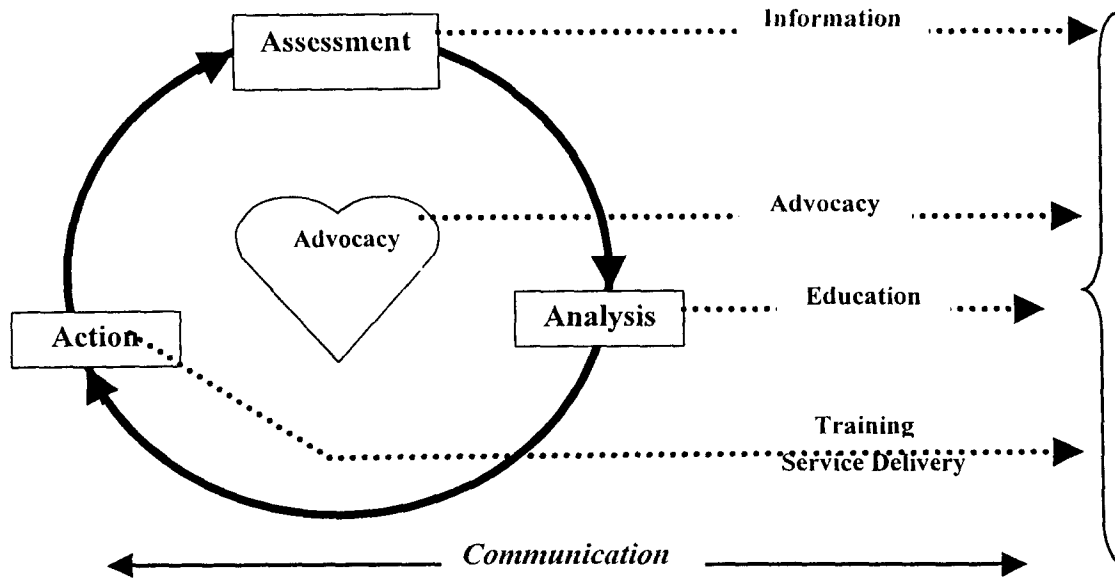 Information
Assessment
Advocacy
Advocacy
Education
Analysis
Action
Training
Service Delivery
Communication